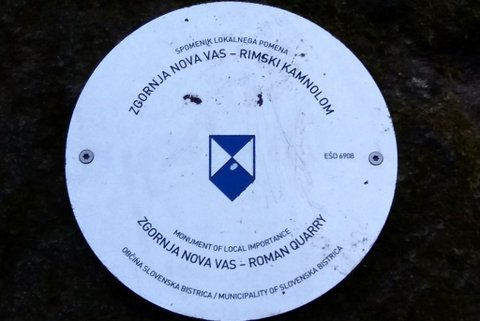 SPOMENIK LOKALNEGA POMENA
ZGORNJA NOVA VAS – RIMSKI KAMNOLOM
EŠD 6908
MONUMENT OF LOCAL IMPORTANCE
ZGORNJA NOVA VAS – ROMAN QUARRY
OBČINA SLOVENSKA BISTRICA / MUNICIPALITY OF SLOVENSKA BISTRICA